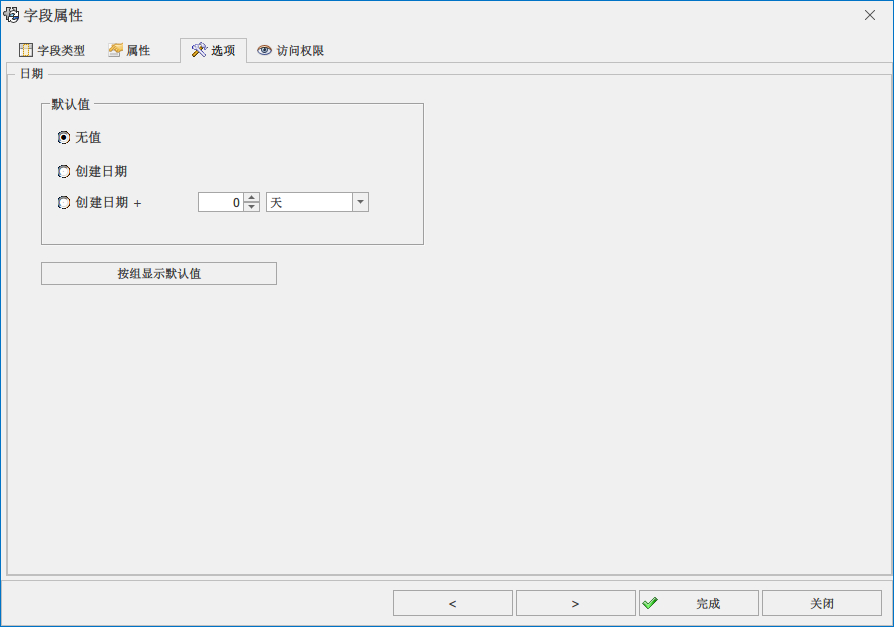 字段属性
字段类型 属性 选项 访问权限
日期
默认值
无值
创建日期
创建日期 + 0 天
按组显示默认值
< > 完成 关闭